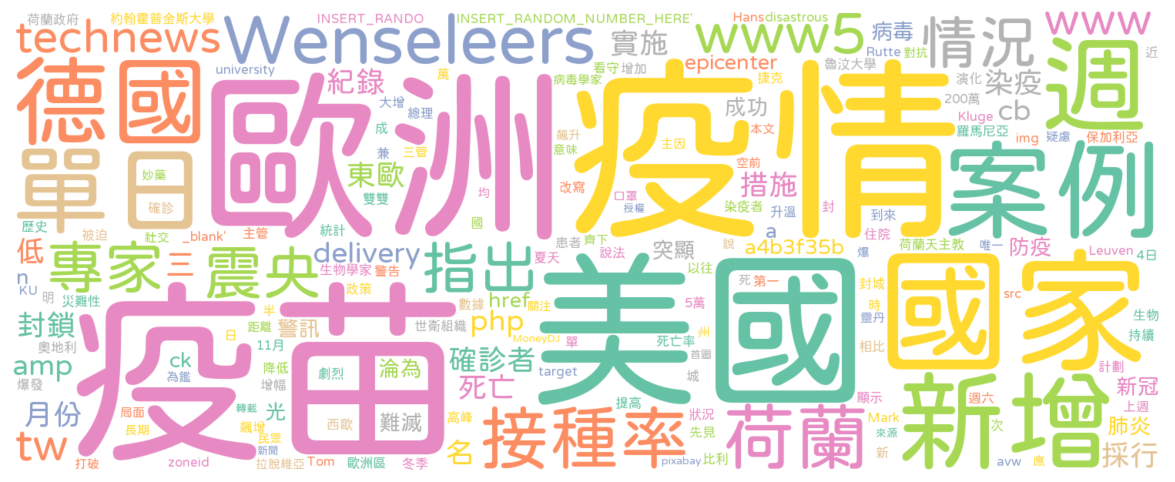 荷蘭政府
約翰霍普金斯大學
INSERT_RANDO
INSERT_RANDOM_NUMBER_HERE'
Hans
disastrous
www
technews
Wenseleers
實施
www5
病毒
情況
近
Rutte
對抗
university
紀錄
病毒學家
看守
增加
epicenter
魯汶大學
演化
染疫
週
德國
歐洲
疫情
大增
萬
總理
捷克
成功
200萬
cb
Kluge
羅馬尼亞
img
疑慮
保加利亞
成
兼
三管
飆升
意味
主因
本文
單日
妙藥
確診
東歐
雙雙
均
國
改寫
口罩
授權
空前
措施
染疫者
升溫
封
到來
案例
歷史
被迫
社交
_blank'
主管
統計
delivery
患者
齊下
說法
夏天
突顯
a
說
a4b3f35b
住院
荷蘭天主教
唯一
防疫
Leuven
4日
低
n
KU
明
災難性
專家
三
震央
生物學家
警告
政策
指出
以往
死
第一
爆
封城
時
靈丹
相比
src
生物
持續
計劃
疫苗
美國
國家
半
距離
日
11月
警訊
數據
href
關注
php
MoneyDJ
世衛組織
5萬
州
單
死亡率
首圖
城
封鎖
奧地利
amp
爆發
ck
為鑑
降低
增幅
劇烈
淪為
確診者
target
死亡
提高
顯示
週六
新冠
上週
月份
局面
長期
轉載
飆增
光
西歐
難滅
高峰
名
接種率
狀況
先見
荷蘭
Mark
來源
新
次
新增
肺炎
tw
打破
zoneid
民眾
新聞
拉脫維亞
Tom
歐洲區
冬季
pixabay
比利
avw
應
採行